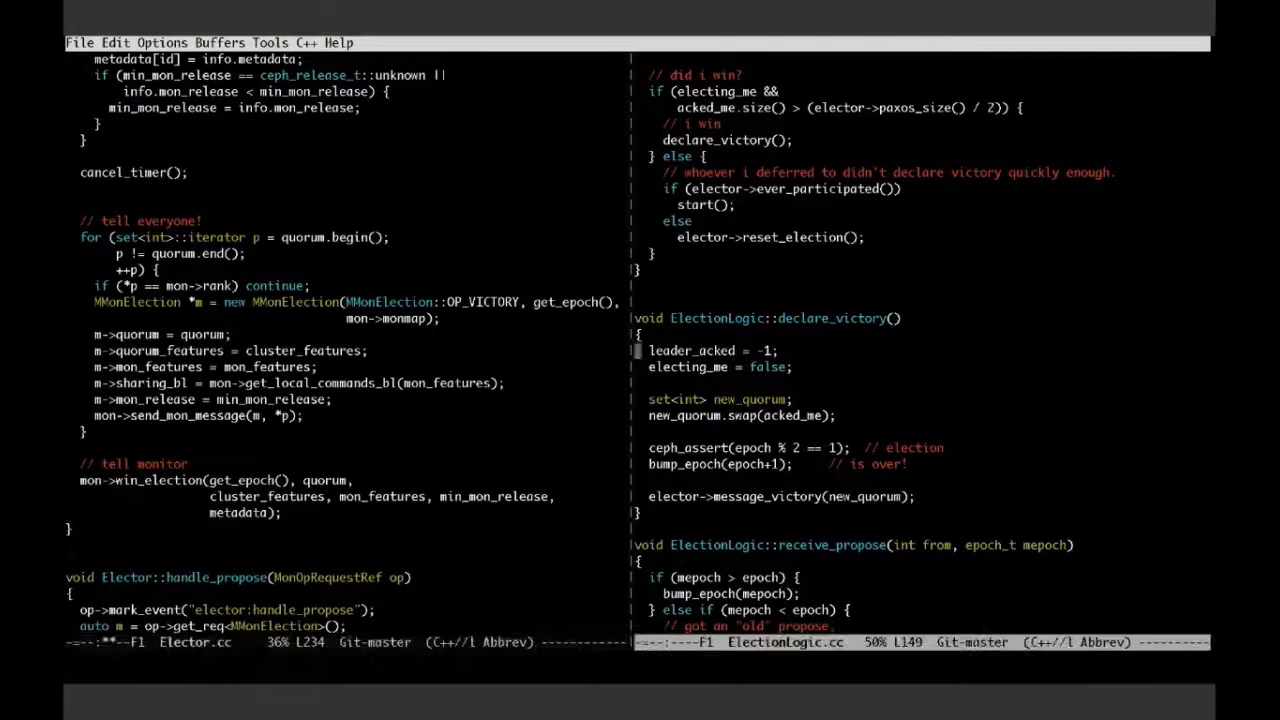 File Edit Options Buffers Tools C++ Help
    metadata[id] = info.metadata;
    if (min_mon_release == ceph_release_t::unknown ||
        info.mon_release < min_mon_release) {
      min_mon_release = info.mon_release;
    }
  }
  cancel_timer();
  // tell everyone!
  for (set<int>::iterator p = quorum.begin();
       p != quorum.end();
       ++p) {
    if (*p == mon->rank) continue;
    MMonElection *m = new MMonElection(MMonElection::OP_VICTORY, get_epoch(),
                                       mon->monmap);
    m->quorum = quorum;
    m->quorum_features = cluster_features;
    m->mon_features = mon_features;
    m->sharing_bl = mon->get_local_commands_bl(mon_features);
    m->mon_release = min_mon_release;
    mon->send_mon_message(m, *p);
  }
  // tell monitor
  mon->win_election(get_epoch(), quorum,
                    cluster_features, mon_features, min_mon_release,
                    metadata);
}
void Elector::handle_propose(MonOpRequestRef op)
{
  op->mark_event("elector:handle_propose");
  auto m = op->get_req<MMonElection>();
-=--:**--F1  Elector.cc     36% L234  Git-master  (C++//l Abbrev)
  // did i win?
  if (electing_me &&
      acked_me.size() > (elector->paxos_size() / 2)) {
    // i win
    declare_victory();
  } else {
    // whoever i deferred to didn't declare victory quickly enough.
    if (elector->ever_participated())
      start();
    else
      elector->reset_election();
  }
}
void ElectionLogic::declare_victory()
{
  leader_acked = -1;
  electing_me = false;
  set<int> new_quorum;
  new_quorum.swap(acked_me);
  ceph_assert(epoch % 2 == 1);  // election
  bump_epoch(epoch+1);     // is over!
  elector->message_victory(new_quorum);
}
void ElectionLogic::receive_propose(int from, epoch_t mepoch)
{
  if (mepoch > epoch) {
    bump_epoch(mepoch);
  } else if (mepoch < epoch) {
    // got an "old" propose,
-=--:----F1  ElectionLogic.cc   50% L149  Git-master  (C++//l Abbrev)